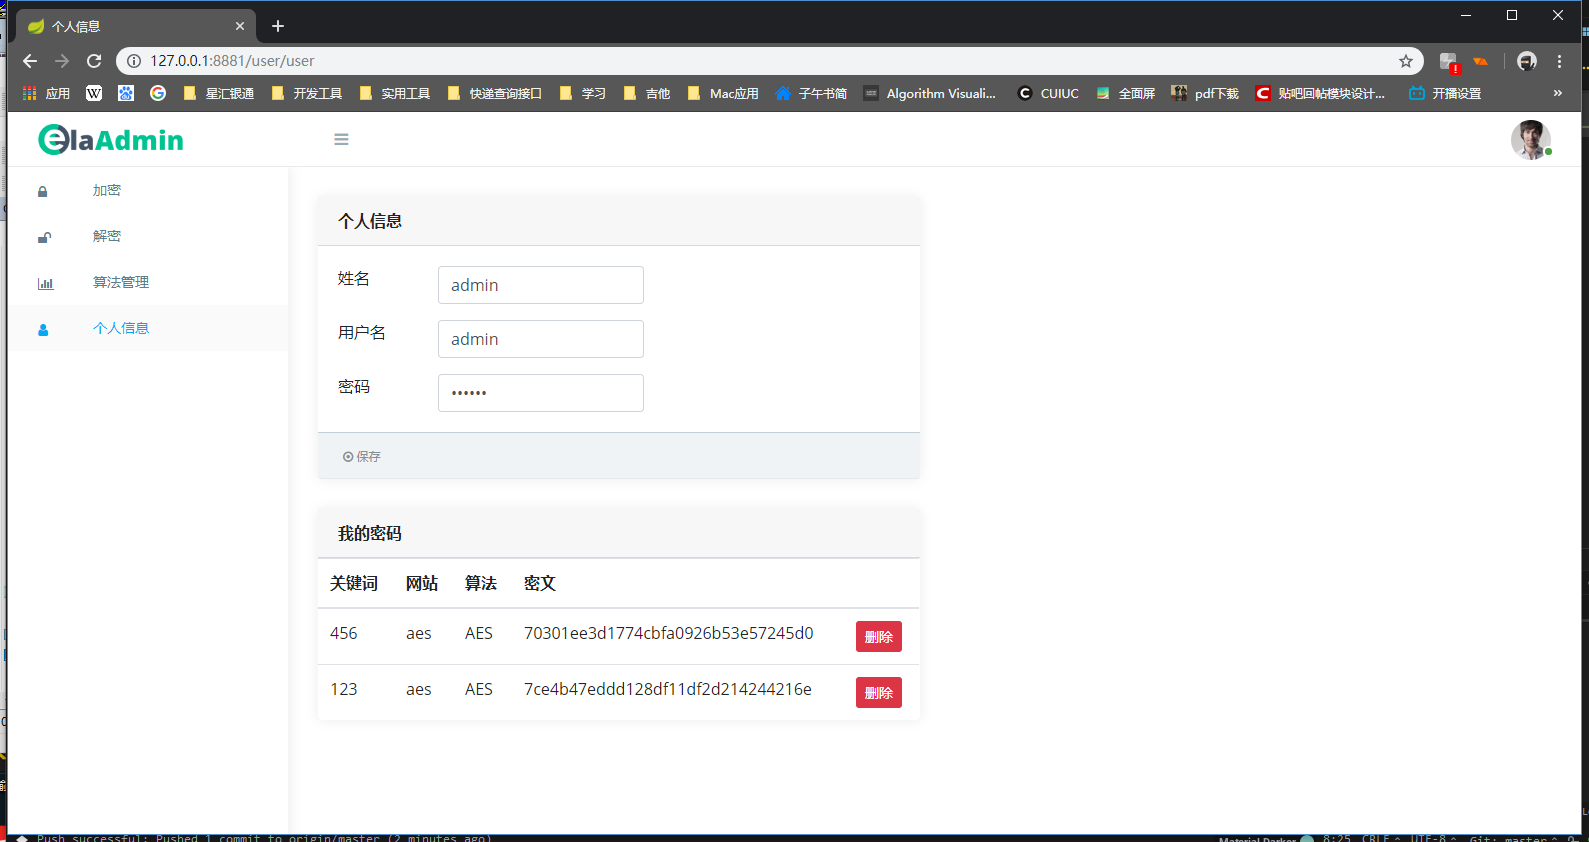 个人信息
127.0.0.1:8881/user/user
应用 星汇银通 开发工具 实用工具 快递查询接口 学习 吉他 Mac应用 子午书简 Algorithm Visuali... CUIUC 全面屏 pdf下载 贴吧回帖模块设计... 开播设置 »
elaAdmin
加密
解密
算法管理
个人信息
个人信息
姓名 admin
用户名 admin
密码 ••••••
保存
我的密码
关键词 网站 算法 密文
456 aes AES 70301ee3d1774cbfa0926b53e57245d0 删除
123 aes AES 7ce4b47eddd128df11df2d214244216e 删除
Push successful: Pushed 1 commit to origin/master (2 minutes ago)
Material Darker 8:25 CRLF UTF-8 Git: master